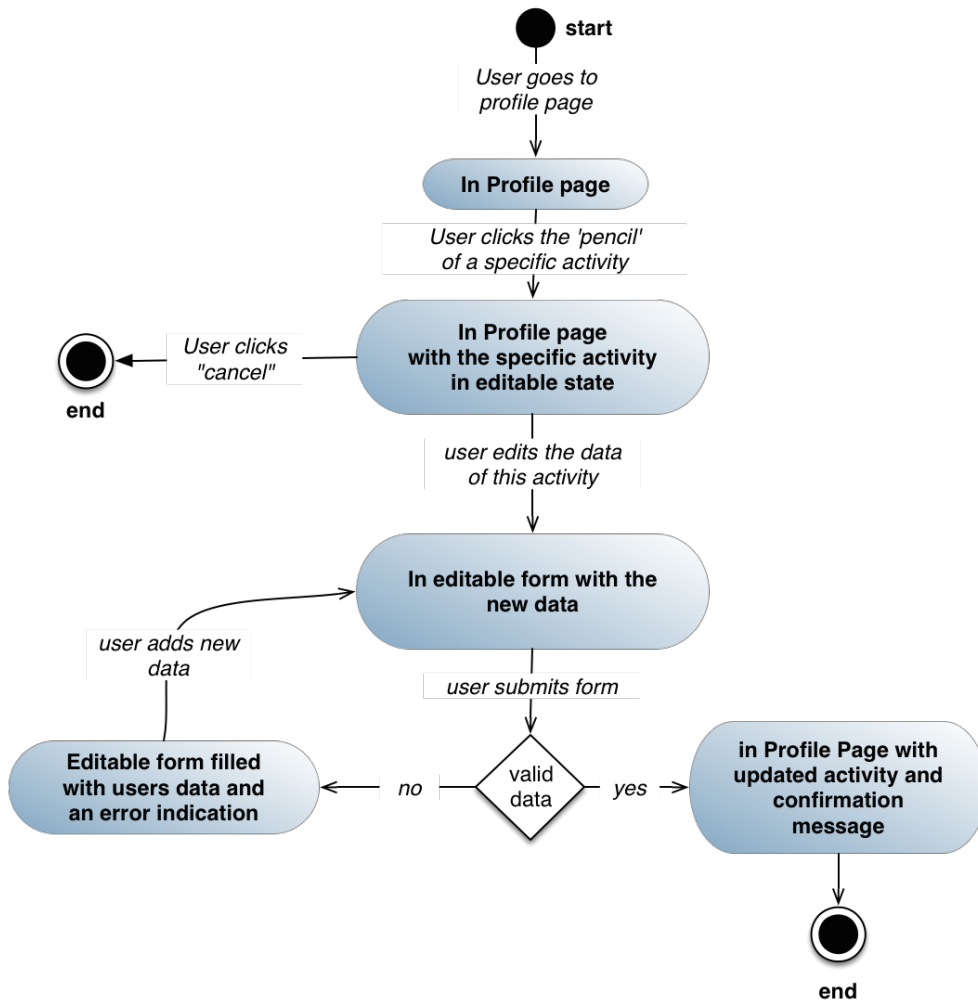 start
User goes to
profile page
In Profile page
User clicks the 'pencil'
of a specific activity
In Profile page
with the specific activity
in editable state
User clicks
"cancel"
end
user edits the data
of this activity
In editable form with the
new data
user adds new
data
user submits form
Editable form filled
with users data and
an error indication
no
valid
data
yes
in Profile Page with
updated activity and
confirmation
message
end